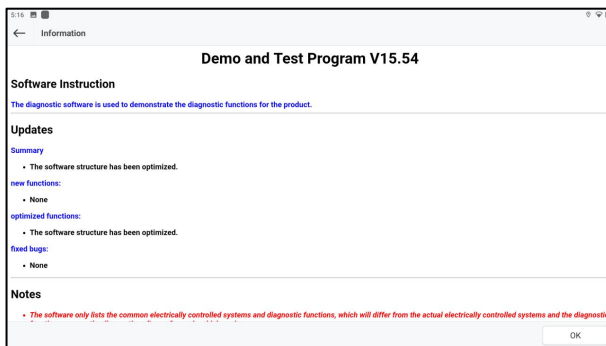 5:16
Information
Demo and Test Program V15.54
Software Instruction
The diagnostic software is used to demonstrate the diagnostic functions for the product.
Updates
Summary
• The software structure has been optimized.
new functions:
• None
optimized functions:
• The software structure has been optimized.
fixed bugs:
• None
Notes
• The software only lists the common electrically controlled systems and diagnostic functions, which will differ from the actual electrically controlled systems and the diagnostic
OK